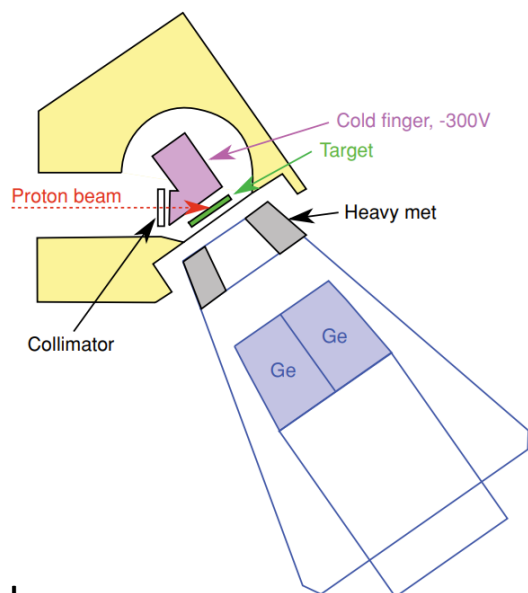 Cold finger, -300V
Target
Proton beam
Heavy met
Collimator
Ge
Ge